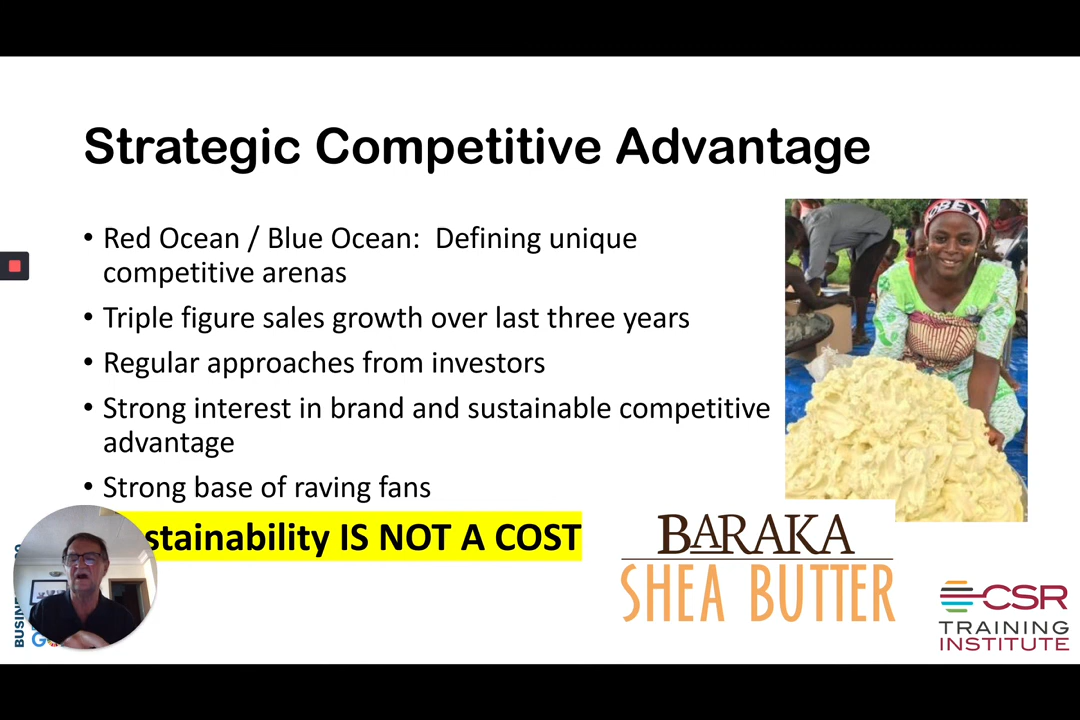 Strategic Competitive Advantage
• Red Ocean / Blue Ocean: Defining unique
competitive arenas
• Triple figure sales growth over last three years
• Regular approaches from investors
• Strong interest in brand and sustainable competitive
advantage
• Strong base of raving fans
stainability IS NOT A COST
OBEY
BARAKA
SHEA BUTTER
CSR
TRAINING
INSTITUTE
BUSINE